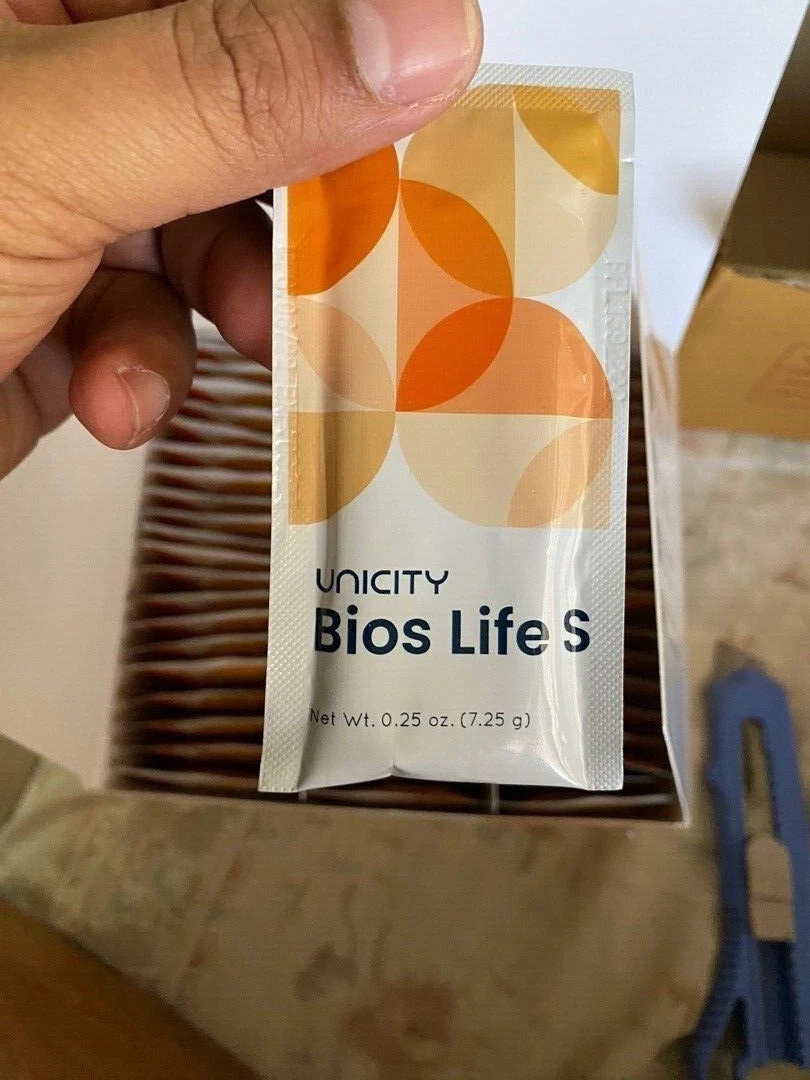 UNICITY
Bios Life S
Net Wt. 0.25 oz. (7.25 g)